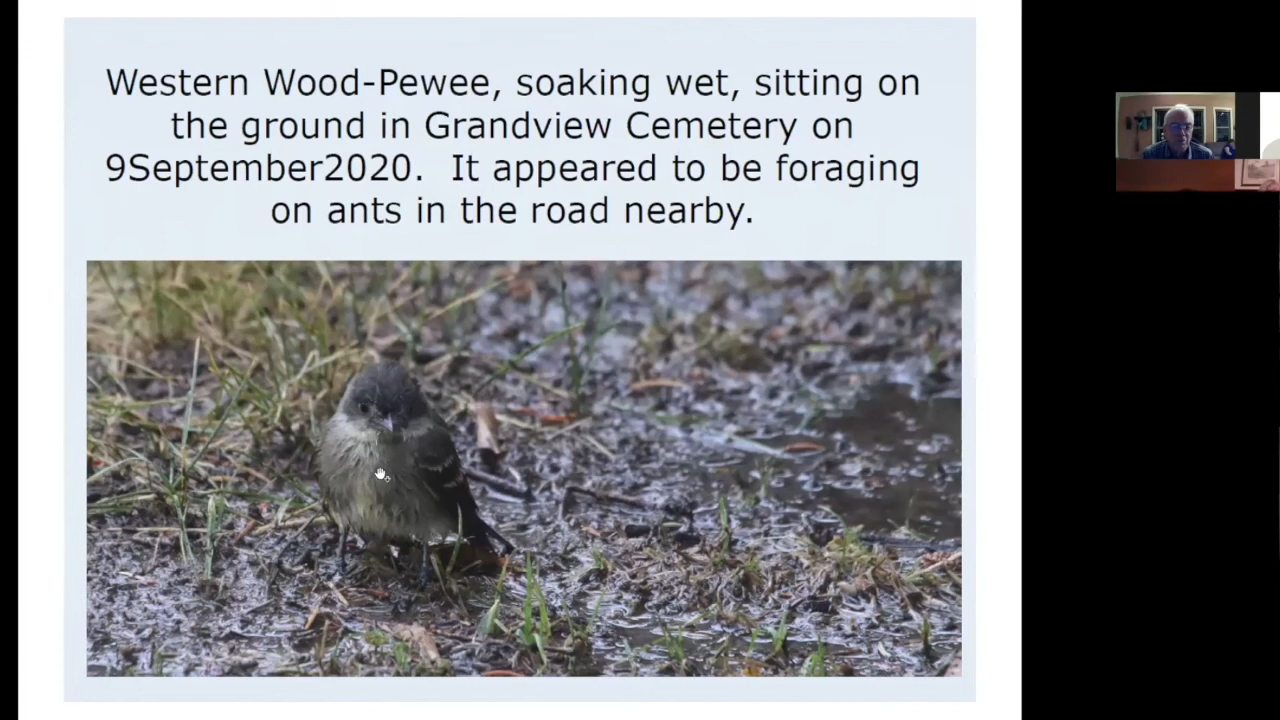 Western Wood-Pewee, soaking wet, sitting on
the ground in Grandview Cemetery on
9September2020.  It appeared to be foraging
on ants in the road nearby.